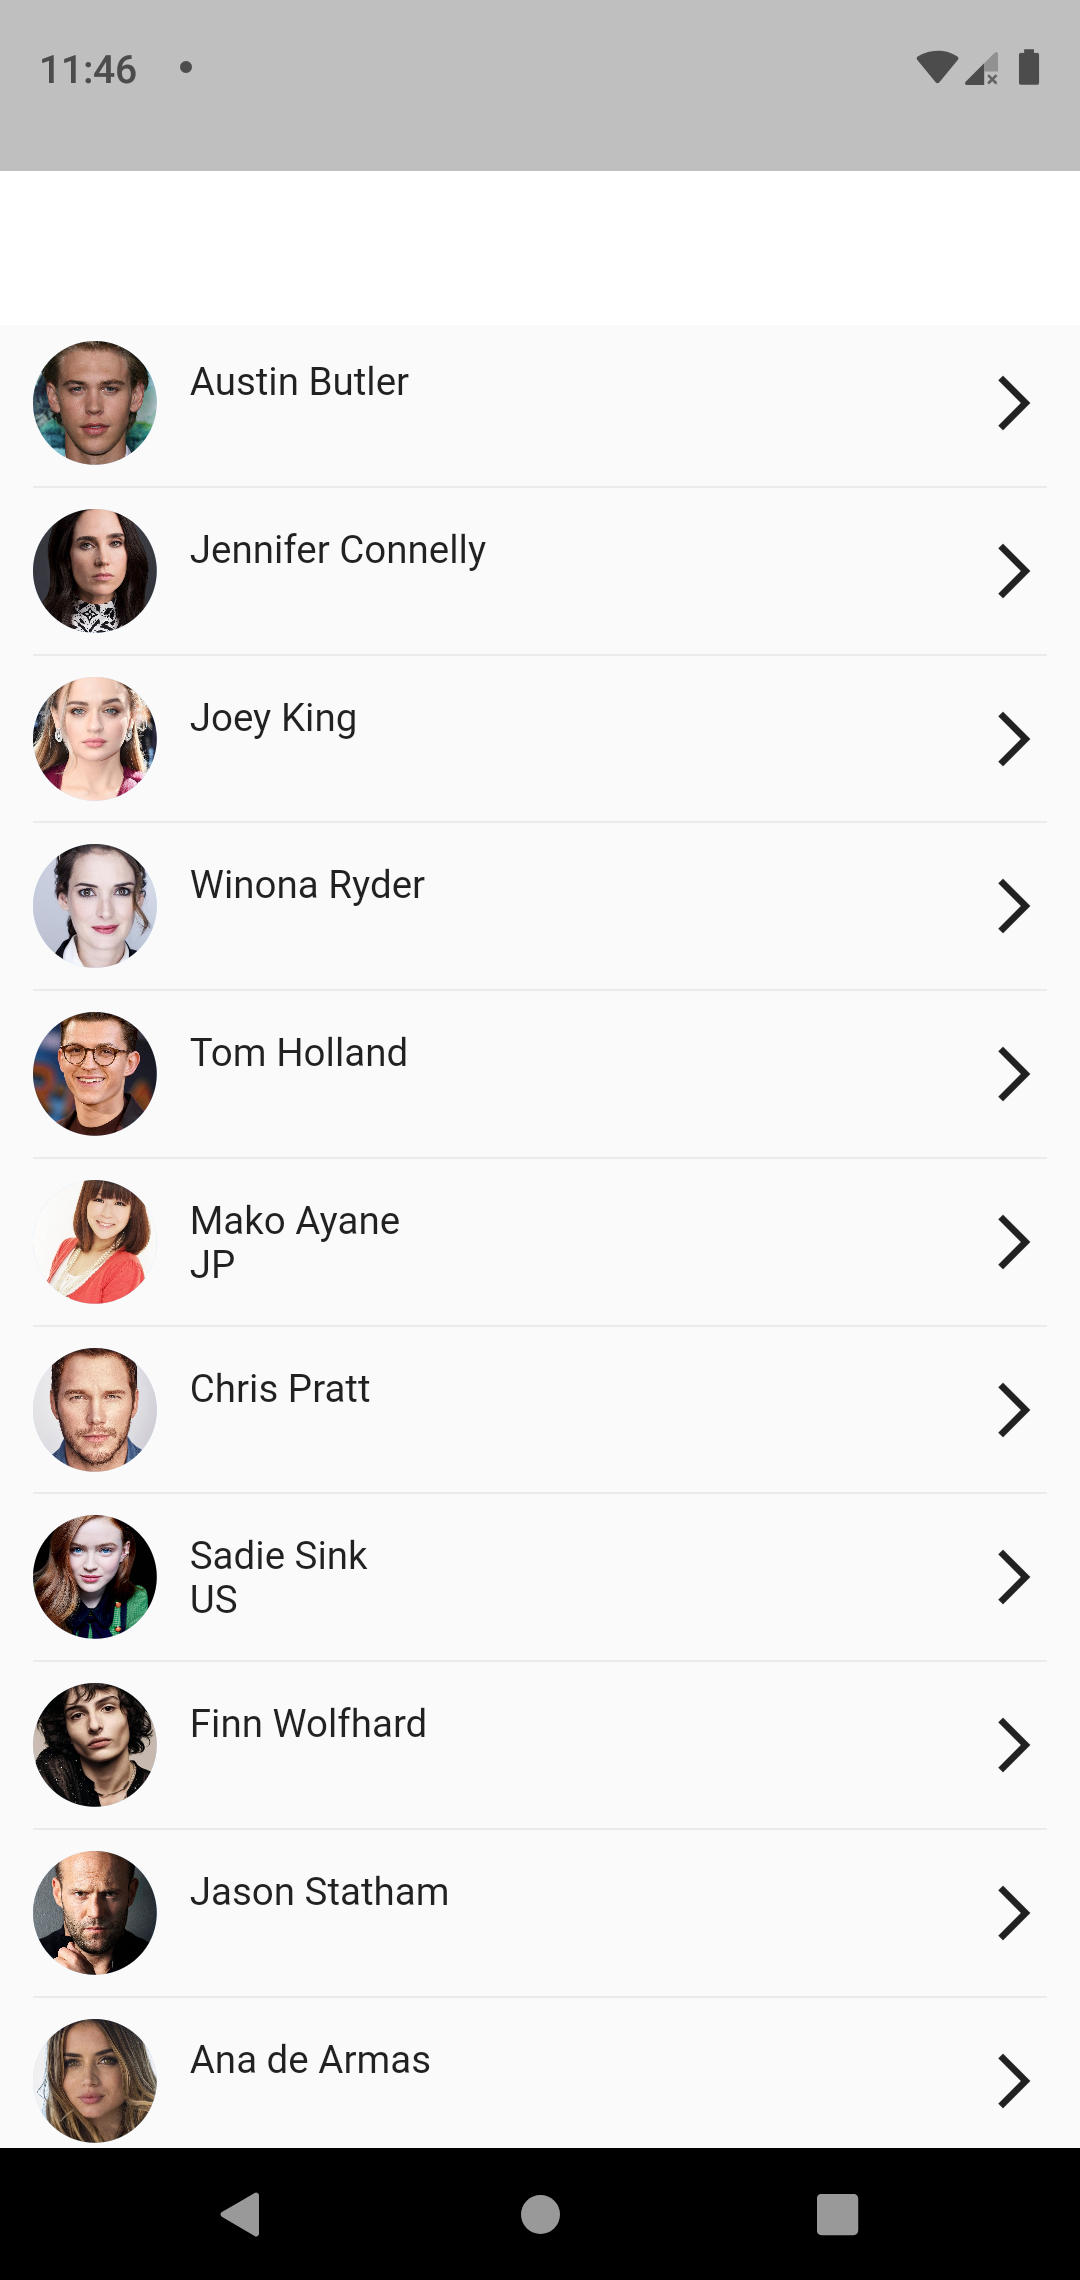 11:46
Austin Butler
Jennifer Connelly
Joey King
Winona Ryder
Tom Holland
Mako Ayane
JP
Chris Pratt
Sadie Sink
US
Finn Wolfhard
Jason Statham
Ana de Armas